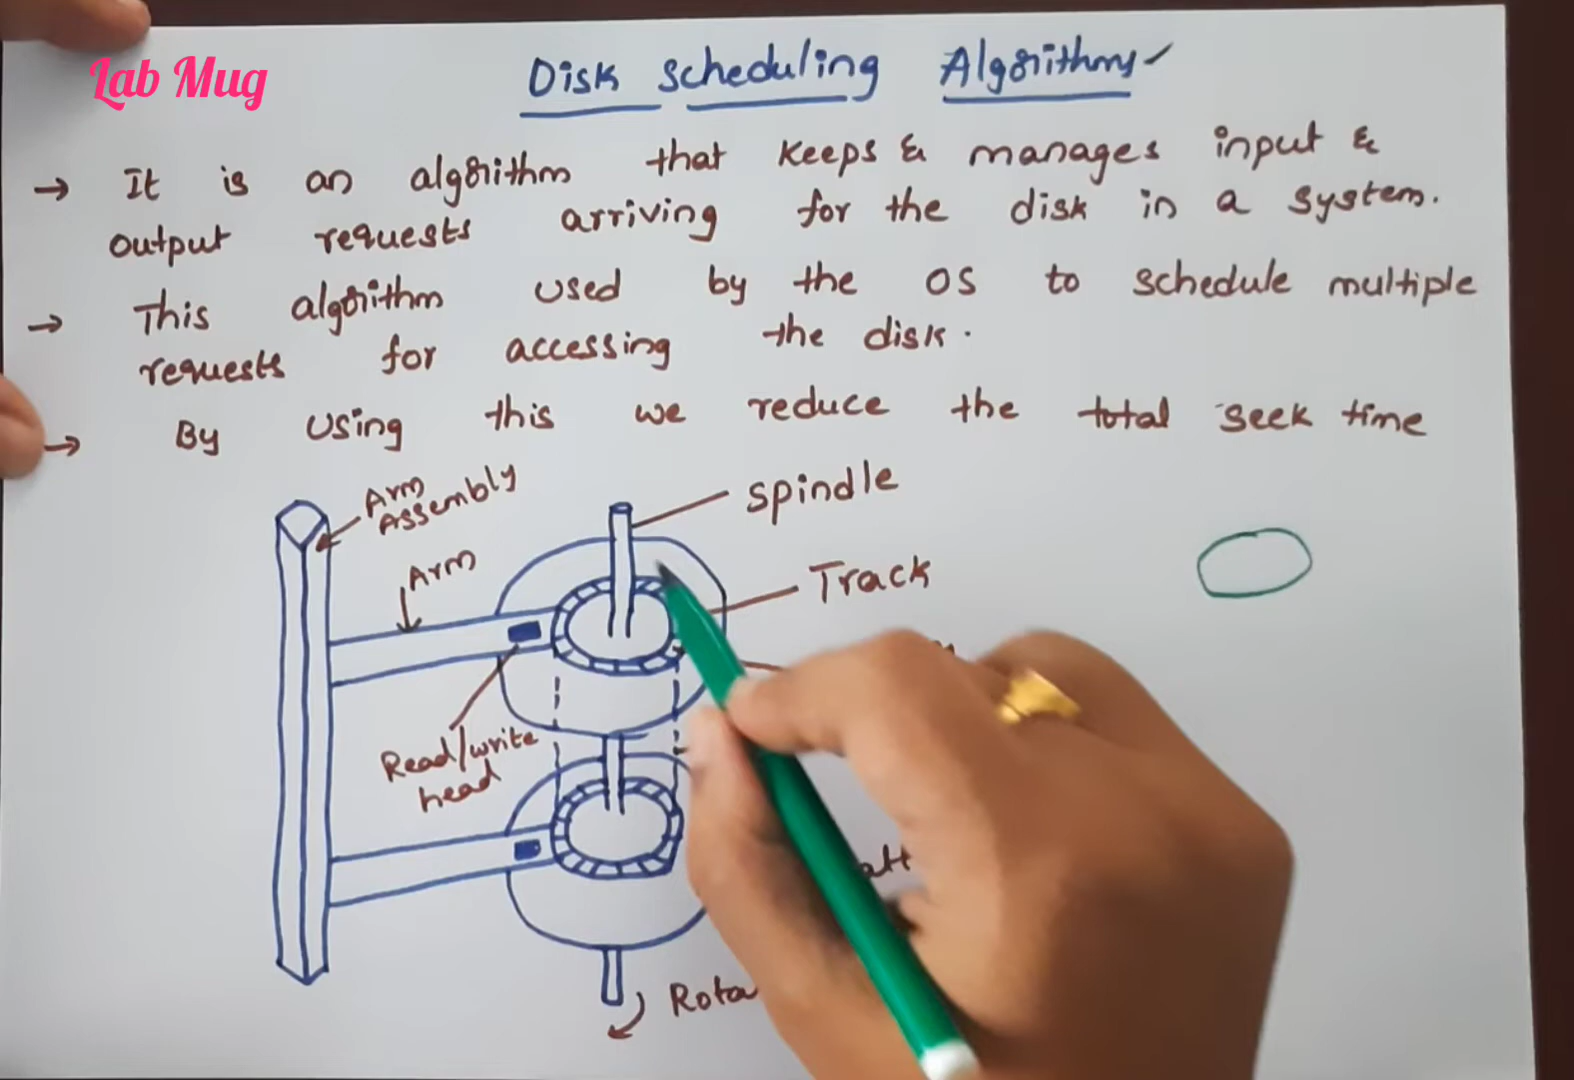 Lab Mug
Disk scheduling Algorithms
→ It is an algorithm that keeps & manages input &
output requests arriving for the disk in a system.
→ This algorithm used by the OS to schedule multiple
requests for accessing the disk.
→ By using this we reduce the total seek time
Arm
Assembly
Spindle
Arm
Track
Read/write
head